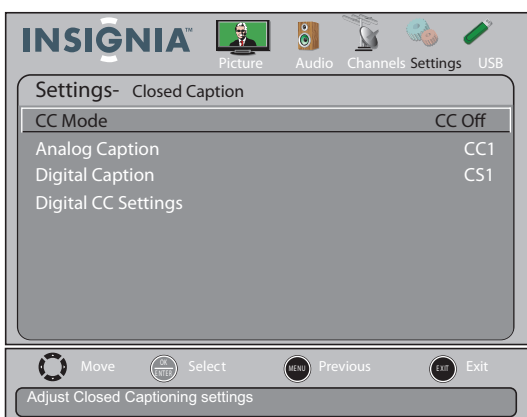 INSIGNIA™
Picture Audio Channels Settings USB
Settings- Closed Caption
CC Mode CC Off
Analog Caption CC1
Digital Caption CS1
Digital CC Settings
Move OK ENTER Select MENU Previous EXIT Exit
Adjust Closed Captioning settings